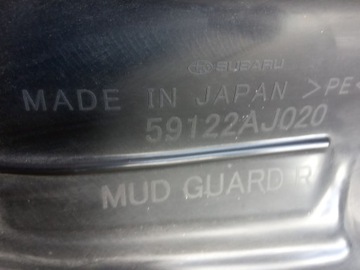 SUBARU
MADE IN JAPAN >PE<
59122AJ020
MUD GUARD R